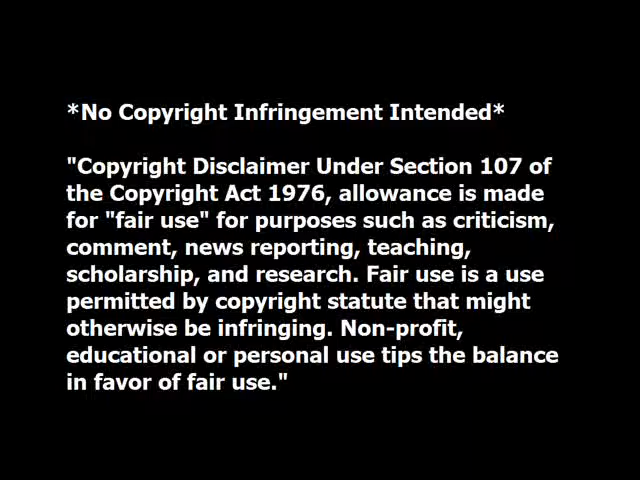 *No Copyright Infringement Intended*
"Copyright Disclaimer Under Section 107 of
the Copyright Act 1976, allowance is made
for "fair use" for purposes such as criticism,
comment, news reporting, teaching,
scholarship, and research. Fair use is a use
permitted by copyright statute that might
otherwise be infringing. Non-profit,
educational or personal use tips the balance
in favor of fair use."